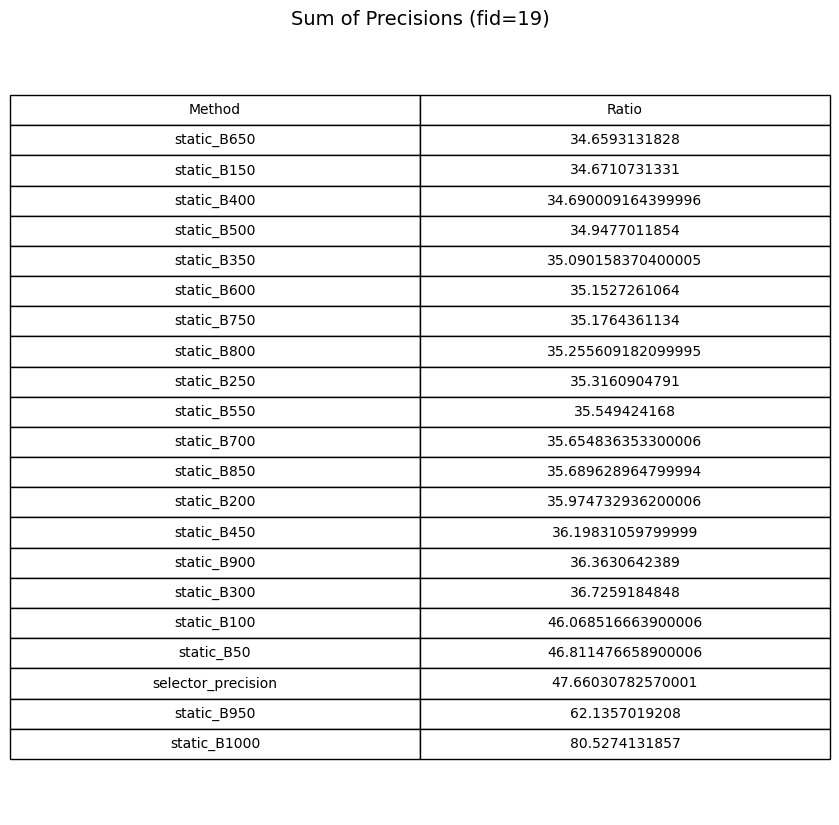 Sum of Precisions (fid=19)
Method Ratio
static_B650 34.6593131828
static_B150 34.6710731331
static_B400 34.690009164399996
static_B500 34.9477011854
static_B350 35.090158370400005
static_B600 35.1527261064
static_B750 35.1764361134
static_B800 35.255609182099995
static_B250 35.3160904791
static_B550 35.549424168
static_B700 35.654836353300006
static_B850 35.689628964799994
static_B200 35.974732936200006
static_B450 36.19831059799999
static_B900 36.3630642389
static_B300 36.7259184848
static_B100 46.068516663900006
static_B50 46.811476658900006
selector_precision 47.66030782570001
static_B950 62.1357019208
static_B1000 80.5274131857